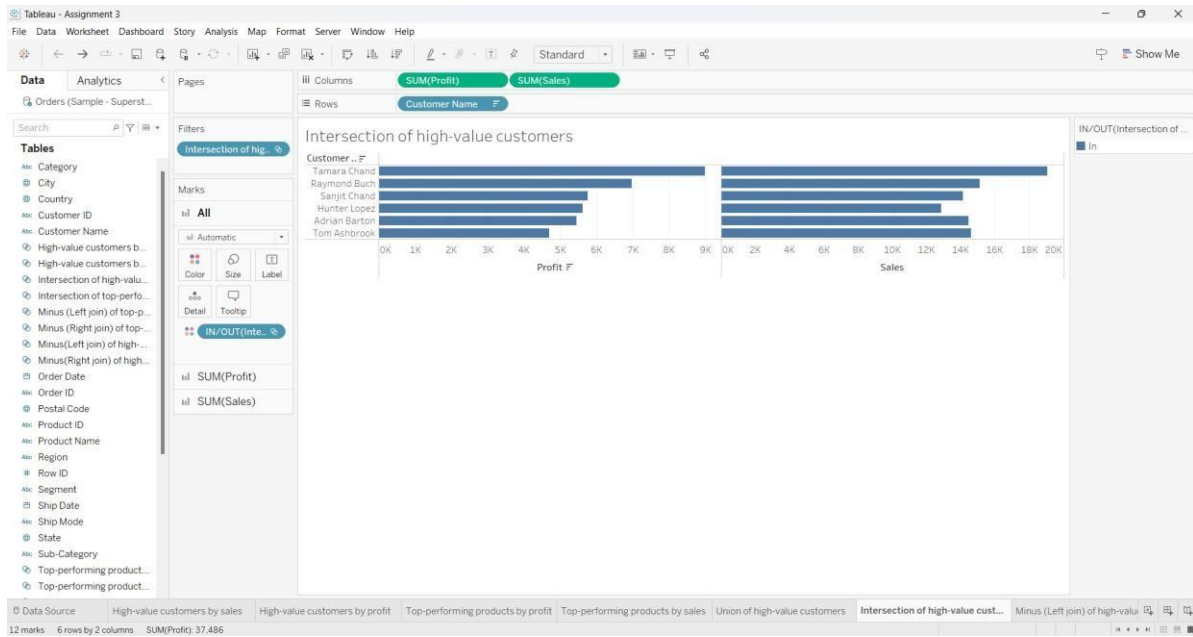 Tableau - Assignment 3
File Data Worksheet Dashboard Story Analysis Map Format Server Window Help
Standard
Show Me
Data Analytics
Orders (Sample - Superst...
Search
Tables
Abc Category
City
Country
Abc Customer ID
Abc Customer Name
High-value customers b...
High-value customers b...
Intersection of high-valu...
Intersection of top-perfo...
Minus (Left join) of top-p...
Minus (Right join) of top-...
Minus(Left join) of high-...
Minus(Right join) of high...
Order Date
Abc Order ID
Postal Code
Abc Product ID
Abc Product Name
Abc Region
# Row ID
Abc Segment
Ship Date
Abc Ship Mode
State
Abc Sub-Category
Top-performing product...
Top-performing product...
Pages
Filters
Intersection of hig..
Marks
All
Automatic
Color Size Label
Detail Tooltip
IN/OUT(Inte..
SUM(Profit)
SUM(Sales)
Columns SUM(Profit) SUM(Sales)
Rows Customer Name
Intersection of high-value customers
Customer ..
Tamara Chand
Raymond Buch
Sanjit Chand
Hunter Lopez
Adrian Barton
Tom Ashbrook
0K 1K 2K 3K 4K 5K 6K 7K 8K 9K 0K 2K 4K 6K 8K 10K 12K 14K 16K 18K 20K
Profit Sales
IN/OUT(Intersection of ...
In
Data Source High-value customers by sales High-value customers by profit Top-performing products by profit Top-performing products by sales Union of high-value customers Intersection of high-value cust... Minus (Left join) of high-valu
12 marks 6 rows by 2 columns SUM(Profit): 37,486